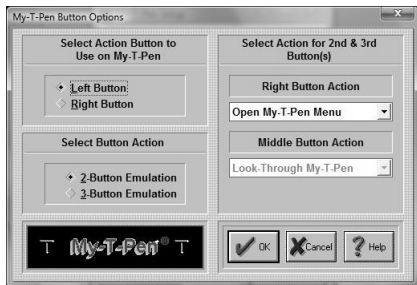 My-T-Pen Button Options
Select Action Button to
Use on My-T-Pen
Left Button
Right Button
Select Button Action
2-Button Emulation
3-Button Emulation
Select Action for 2nd & 3rd
Button(s)
Right Button Action
Open My-T-Pen Menu
Middle Button Action
Look-Through My-T-Pen
T My-T-Pen® T
OK
Cancel
Help